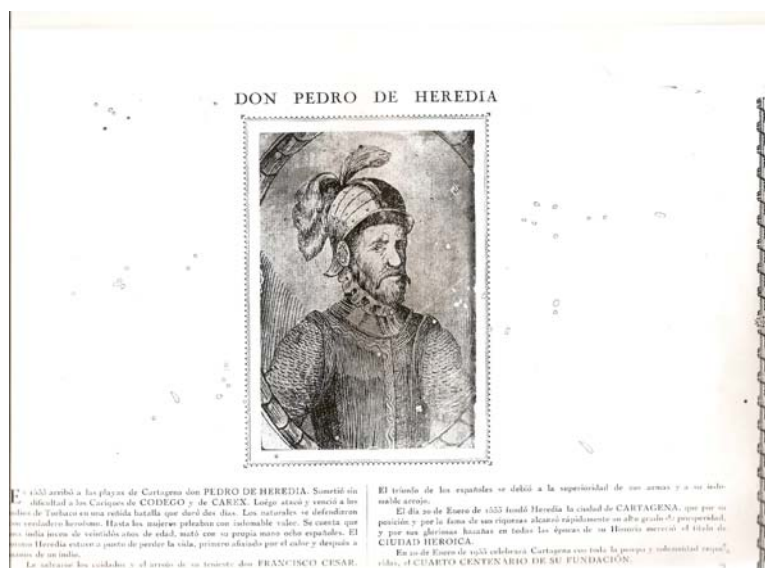 DON PEDRO DE HEREDIA
En 1533 arribó a las playas de Cartagena don PEDRO DE HEREDIA. Sometió sin
dificultad a los Caciques de CODEGO y de CAREX. Luégo atacó y venció a los
indios de Turbaco en una reñida batalla que duró dos días. Los naturales se defendieron
con verdadero heroísmo. Hasta las mujeres peleaban con indomable valor. Se cuenta que
una india joven de veintidós años de edad, mató con su propia mano ocho españoles. El
mismo Heredia estuvo a punto de perder la vida, primero asfixiado por el calor y después a
manos de un indio.
Le salvaron los cuidados y el arrojo de su teniente don FRANCISCO CESAR.
El triunfo de los españoles se debió a la superioridad de sus armas y a su indo-
mable arrojo.
El día 20 de Enero de 1533 fundó Heredia la ciudad de CARTAGENA, que por su
posición y por la fama de sus riquezas alcanzó rápidamente un alto grado de prosperidad,
y por sus gloriosas hazañas en todas las épocas de su Historia mereció el título de
CIUDAD HEROICA.
En 20 de Enero de 1933 celebrará Cartagena con toda la pompa y solemnidad reque-
ridas, el CUARTO CENTENARIO DE SU FUNDACIÓN.